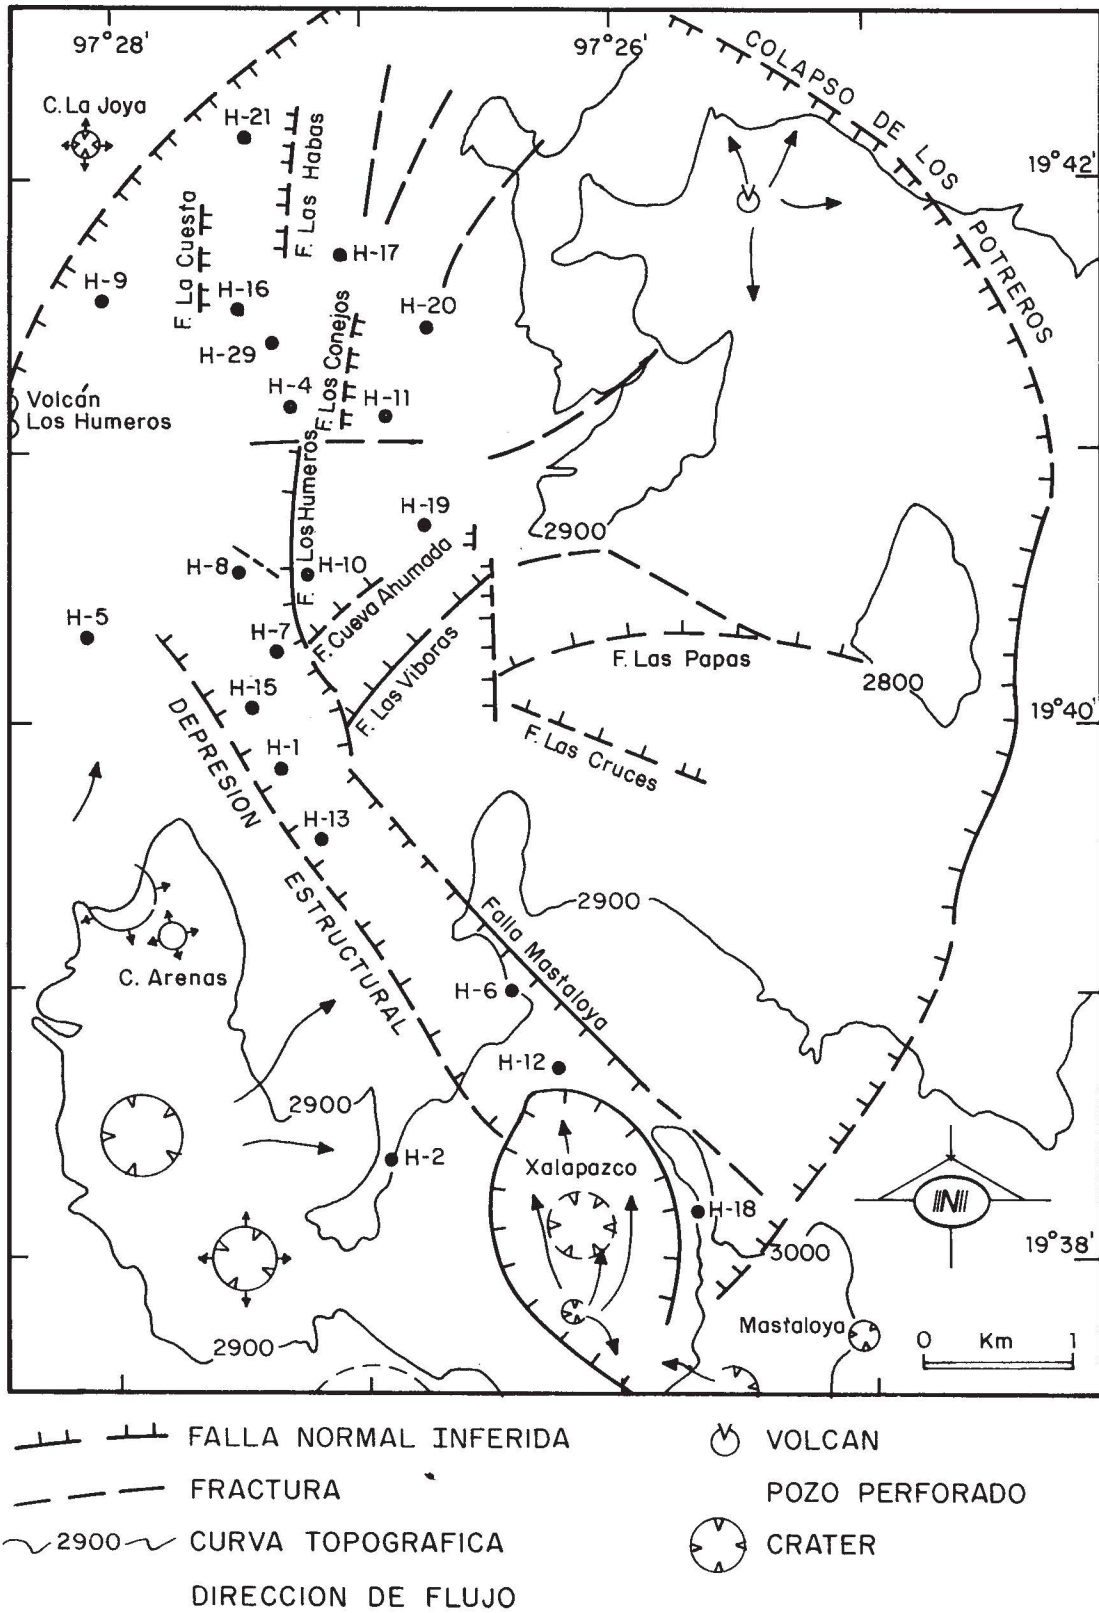 97°28'
97°26'
COLAPSO DE LOS POTREROS
C. La Joya
H-21
F. Las Habas
19°42'
F. La Cuesta
H-17
H-9
H-16
H-20
H-29
F. Los Conejos
Volcán
Los Humeros
H-4
H-11
F. Los Humeros
H-19
2900
H-8
H-10
F. Cueva Ahumada
H-5
H-7
F. Las Viboras
F. Las Papas
2800
H-15
19°40'
DEPRESION ESTRUCTURAL
H-1
F. Las Cruces
H-13
2900
Falla Mastaloya
C. Arenas
H-6
H-12
2900
H-2
Xalapazco
H-18
N
3000
19°38'
2900
Mastaloya
0 Km 1
FALLA NORMAL INFERIDA
VOLCAN
FRACTURA
POZO PERFORADO
2900 CURVA TOPOGRAFICA
CRATER
DIRECCION DE FLUJO